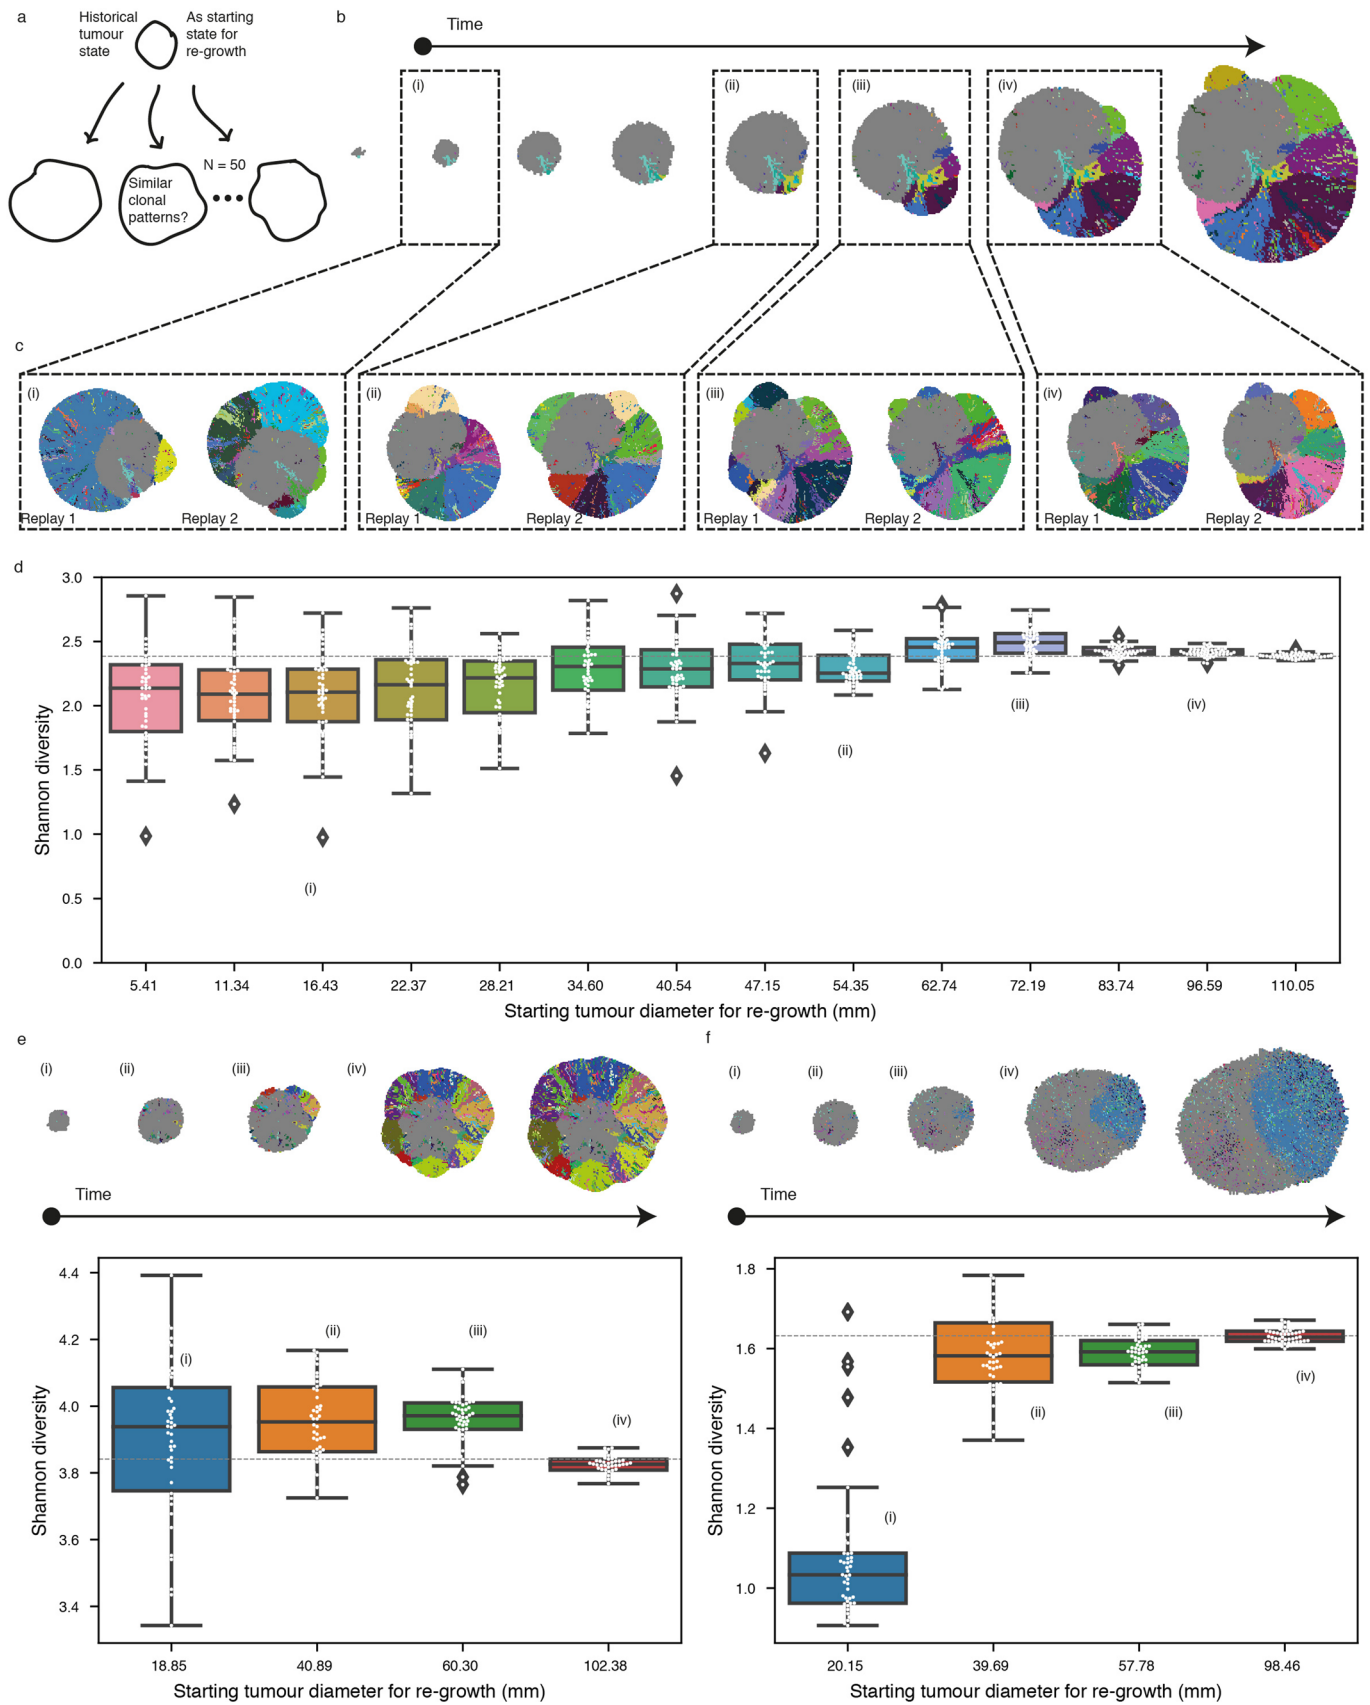 a
Historical
tumour
state
As starting
state for
re-growth
N = 50
Similar
clonal
patterns?
b
Time
(i)
(ii)
(iii)
(iv)
c
(i)
Replay 1
Replay 2
(ii)
Replay 1
Replay 2
(iii)
Replay 1
Replay 2
(iv)
Replay 1
Replay 2
d
Shannon diversity
3.0
2.5
2.0
1.5
1.0
0.5
0.0
(i)
(ii)
(iii)
(iv)
5.41 11.34 16.43 22.37 28.21 34.60 40.54 47.15 54.35 62.74 72.19 83.74 96.59 110.05
Starting tumour diameter for re-growth (mm)
e
(i)
(ii)
(iii)
(iv)
Time
Shannon diversity
4.4
4.2
4.0
3.8
3.6
3.4
(i)
(ii)
(iii)
(iv)
18.85 40.89 60.30 102.38
Starting tumour diameter for re-growth (mm)
f
(i)
(ii)
(iii)
(iv)
Time
Shannon diversity
1.8
1.6
1.4
1.2
1.0
(i)
(ii)
(iii)
(iv)
20.15 39.69 57.78 98.46
Starting tumour diameter for re-growth (mm)